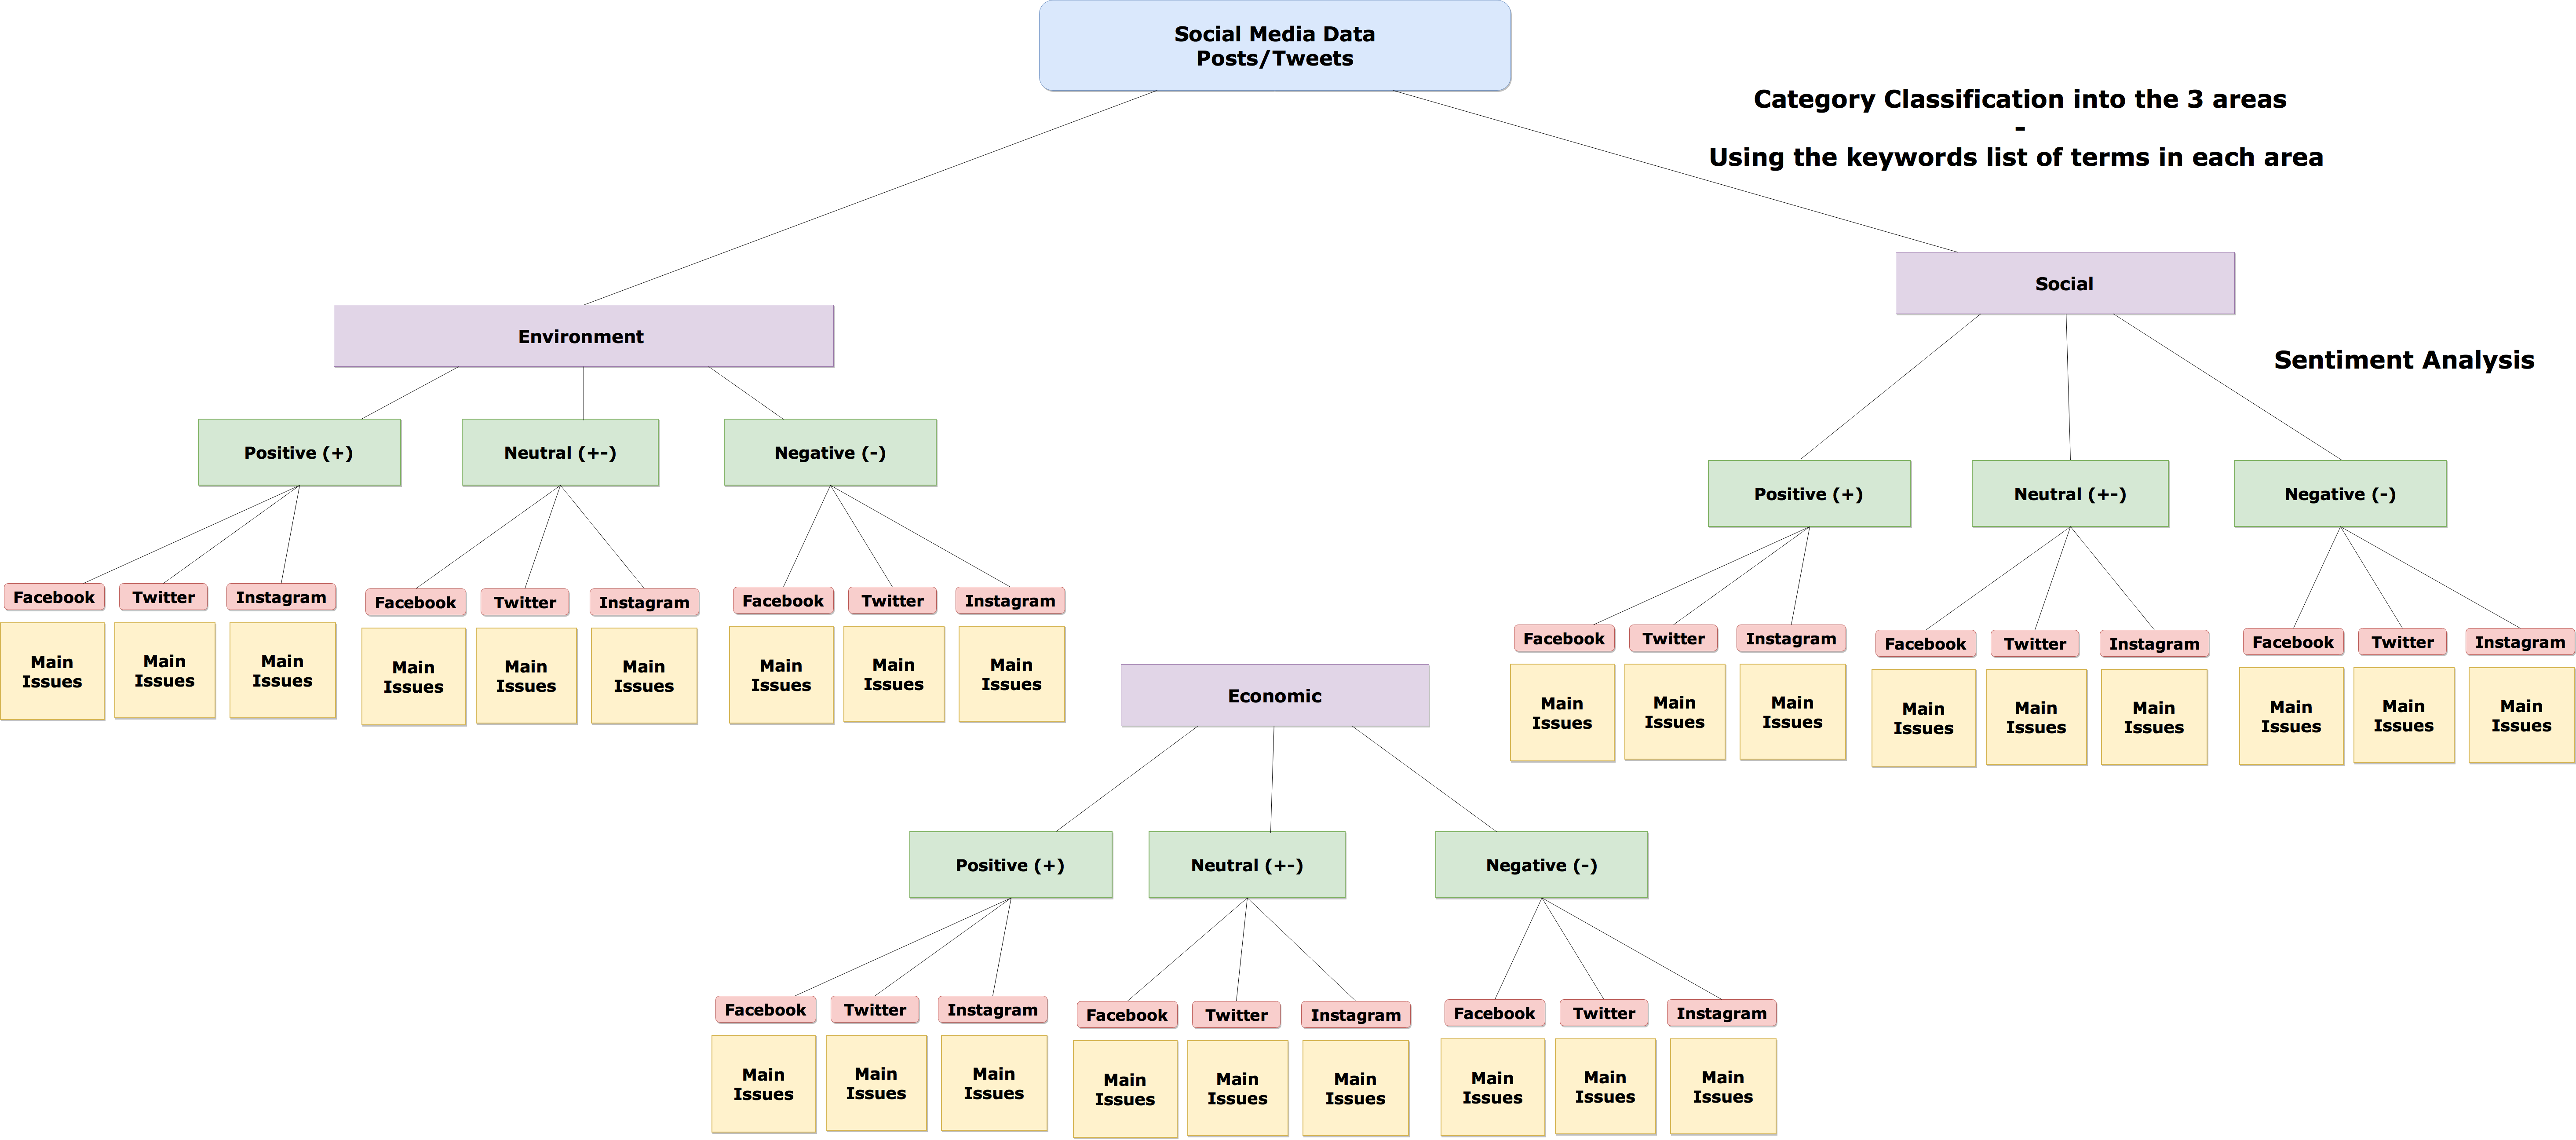 Social Media Data
Posts/Tweets
Category Classification into the 3 areas
-
Using the keywords list of terms in each area
Social
Environment
Sentiment Analysis
Positive (+)
Neutral (+-)
Negative (-)
Positive (+)
Neutral (+-)
Negative (-)
Facebook
Twitter
Instagram
Facebook
Twitter
Instagram
Facebook
Twitter
Instagram
Facebook
Twitter
Instagram
Facebook
Twitter
Instagram
Facebook
Twitter
Instagram
Main
Issues
Main
Issues
Main
Issues
Main
Issues
Main
Issues
Main
Issues
Main
Issues
Main
Issues
Main
Issues
Main
Issues
Main
Issues
Main
Issues
Main
Issues
Main
Issues
Main
Issues
Main
Issues
Main
Issues
Main
Issues
Economic
Positive (+)
Neutral (+-)
Negative (-)
Facebook
Twitter
Instagram
Facebook
Twitter
Instagram
Facebook
Twitter
Instagram
Main
Issues
Main
Issues
Main
Issues
Main
Issues
Main
Issues
Main
Issues
Main
Issues
Main
Issues
Main
Issues